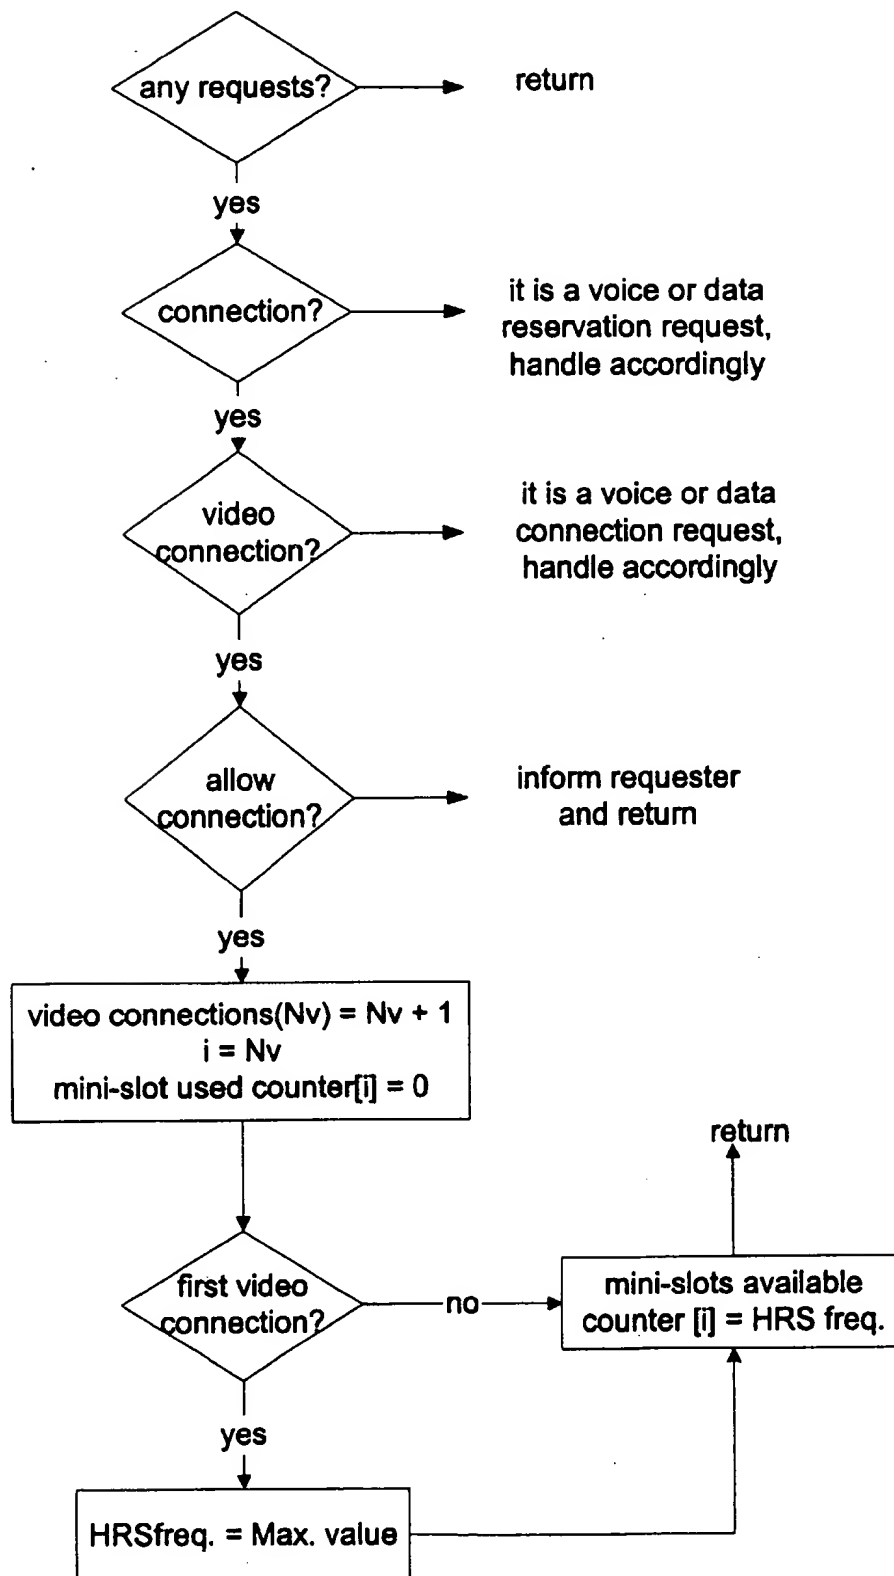 any requests?
return
yes
connection?
it is a voice or data
reservation request,
handle accordingly
yes
video
connection?
it is a voice or data
connection request,
handle accordingly
yes
allow
connection?
inform requester
and return
yes
video connections(Nv) = Nv + 1
i = Nv
mini-slot used counter[i] = 0
return
first video
connection?
no
mini-slots available
counter [i] = HRS freq.
yes
HRSfreq. = Max. value